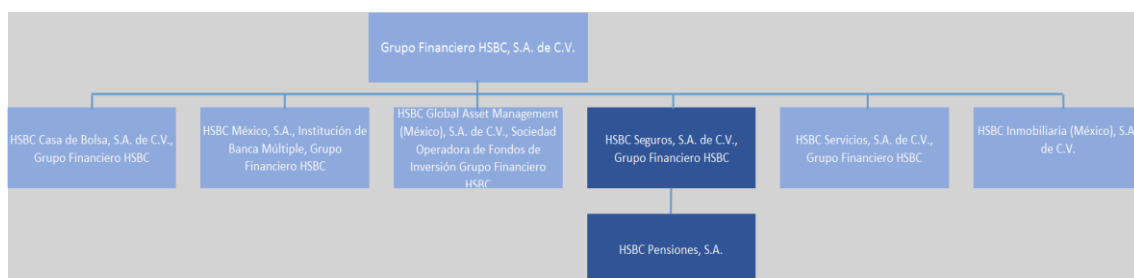 Grupo Financiero HSBC, S.A. de C.V.
HSBC Casa de Bolsa, S.A. de C.V.,
Grupo Financiero HSBC
HSBC México, S.A., Institución de
Banca Múltiple, Grupo
Financiero HSBC
HSBC Global Asset Management
(México), S.A. de C.V., Sociedad
Operadora de Fondos de
Inversión Grupo Financiero
HSBC
HSBC Seguros, S.A. de C.V.,
Grupo Financiero HSBC
HSBC Servicios, S.A. de C.V.,
Grupo Financiero HSBC
HSBC Inmobiliaria (México), S.A.
de C.V.
HSBC Pensiones, S.A.